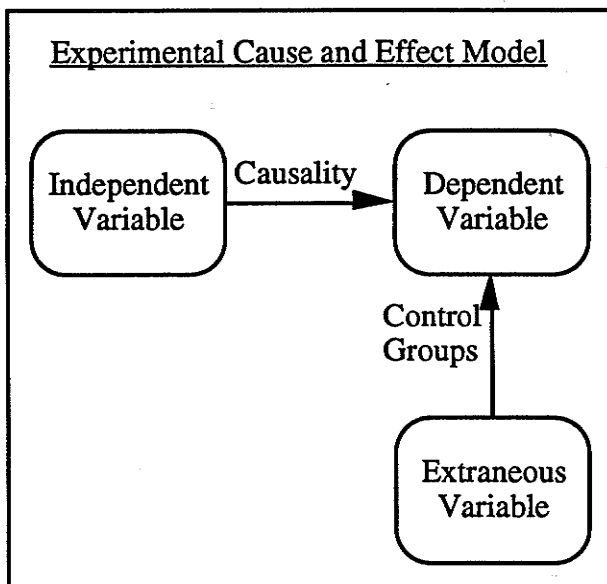 Experimental Cause and Effect Model
Independent
Variable
Causality
Dependent
Variable
Control
Groups
Extraneous
Variable